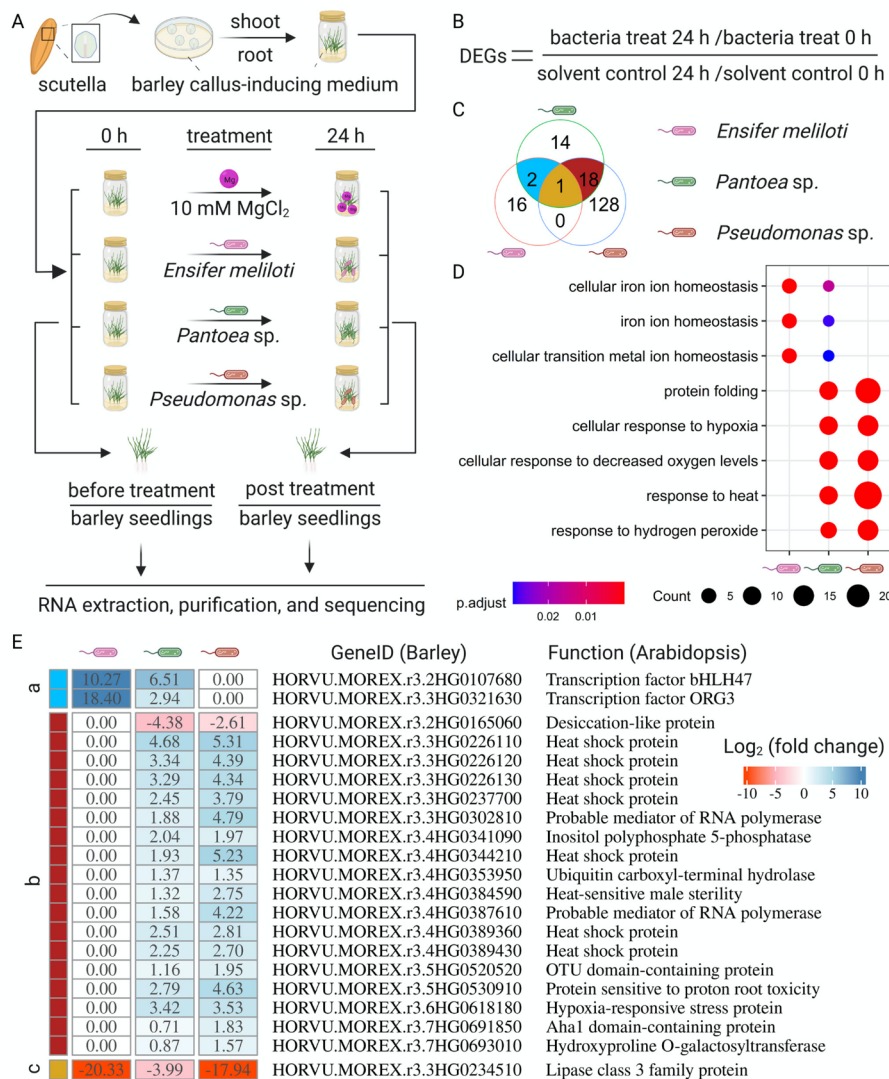 A
scutella
shoot
root
barley callus-inducing medium
0 h
treatment
24 h
Mg
10 mM MgCl2
Ensifer meliloti
Pantoea sp.
Pseudomonas sp.
before treatment
barley seedlings
post treatment
barley seedlings
RNA extraction, purification, and sequencing
B
DEGs = bacteria treat 24 h /bacteria treat 0 h
solvent control 24 h /solvent control 0 h
C
14
2
1
18
16
0
128
Ensifer meliloti
Pantoea sp.
Pseudomonas sp.
D
cellular iron ion homeostasis
iron ion homeostasis
cellular transition metal ion homeostasis
protein folding
cellular response to hypoxia
cellular response to decreased oxygen levels
response to heat
response to hydrogen peroxide
p.adjust
0.02 0.01
Count 5 10 15 20
E
GeneID (Barley) Function (Arabidopsis)
a
10.27 6.51 0.00 HORVU.MOREX.r3.2HG0107680 Transcription factor bHLH47
18.40 2.94 0.00 HORVU.MOREX.r3.3HG0321630 Transcription factor ORG3
b
0.00 -4.38 -2.61 HORVU.MOREX.r3.2HG0165060 Desiccation-like protein
0.00 4.68 5.31 HORVU.MOREX.r3.3HG0226110 Heat shock protein
0.00 3.34 4.39 HORVU.MOREX.r3.3HG0226120 Heat shock protein
0.00 3.29 4.34 HORVU.MOREX.r3.3HG0226130 Heat shock protein
0.00 2.45 3.79 HORVU.MOREX.r3.3HG0237700 Heat shock protein
0.00 1.88 4.79 HORVU.MOREX.r3.3HG0302810 Probable mediator of RNA polymerase
0.00 2.04 1.97 HORVU.MOREX.r3.4HG0341090 Inositol polyphosphate 5-phosphatase
0.00 1.93 5.23 HORVU.MOREX.r3.4HG0344210 Heat shock protein
0.00 1.37 1.35 HORVU.MOREX.r3.4HG0353950 Ubiquitin carboxyl-terminal hydrolase
0.00 1.32 2.75 HORVU.MOREX.r3.4HG0384590 Heat-sensitive male sterility
0.00 1.58 4.22 HORVU.MOREX.r3.4HG0387610 Probable mediator of RNA polymerase
0.00 2.51 2.81 HORVU.MOREX.r3.4HG0389360 Heat shock protein
0.00 2.25 2.70 HORVU.MOREX.r3.4HG0389430 Heat shock protein
0.00 1.16 1.95 HORVU.MOREX.r3.5HG0520520 OTU domain-containing protein
0.00 2.79 4.63 HORVU.MOREX.r3.5HG0530910 Protein sensitive to proton root toxicity
0.00 3.42 3.53 HORVU.MOREX.r3.6HG0618180 Hypoxia-responsive stress protein
0.00 0.71 1.83 HORVU.MOREX.r3.7HG0691850 Aha1 domain-containing protein
0.00 0.87 1.57 HORVU.MOREX.r3.7HG0693010 Hydroxyproline O-galactosyltransferase
c
-20.33 -3.99 -17.94 HORVU.MOREX.r3.3HG0234510 Lipase class 3 family protein
Log2 (fold change)
-10 -5 0 5 10